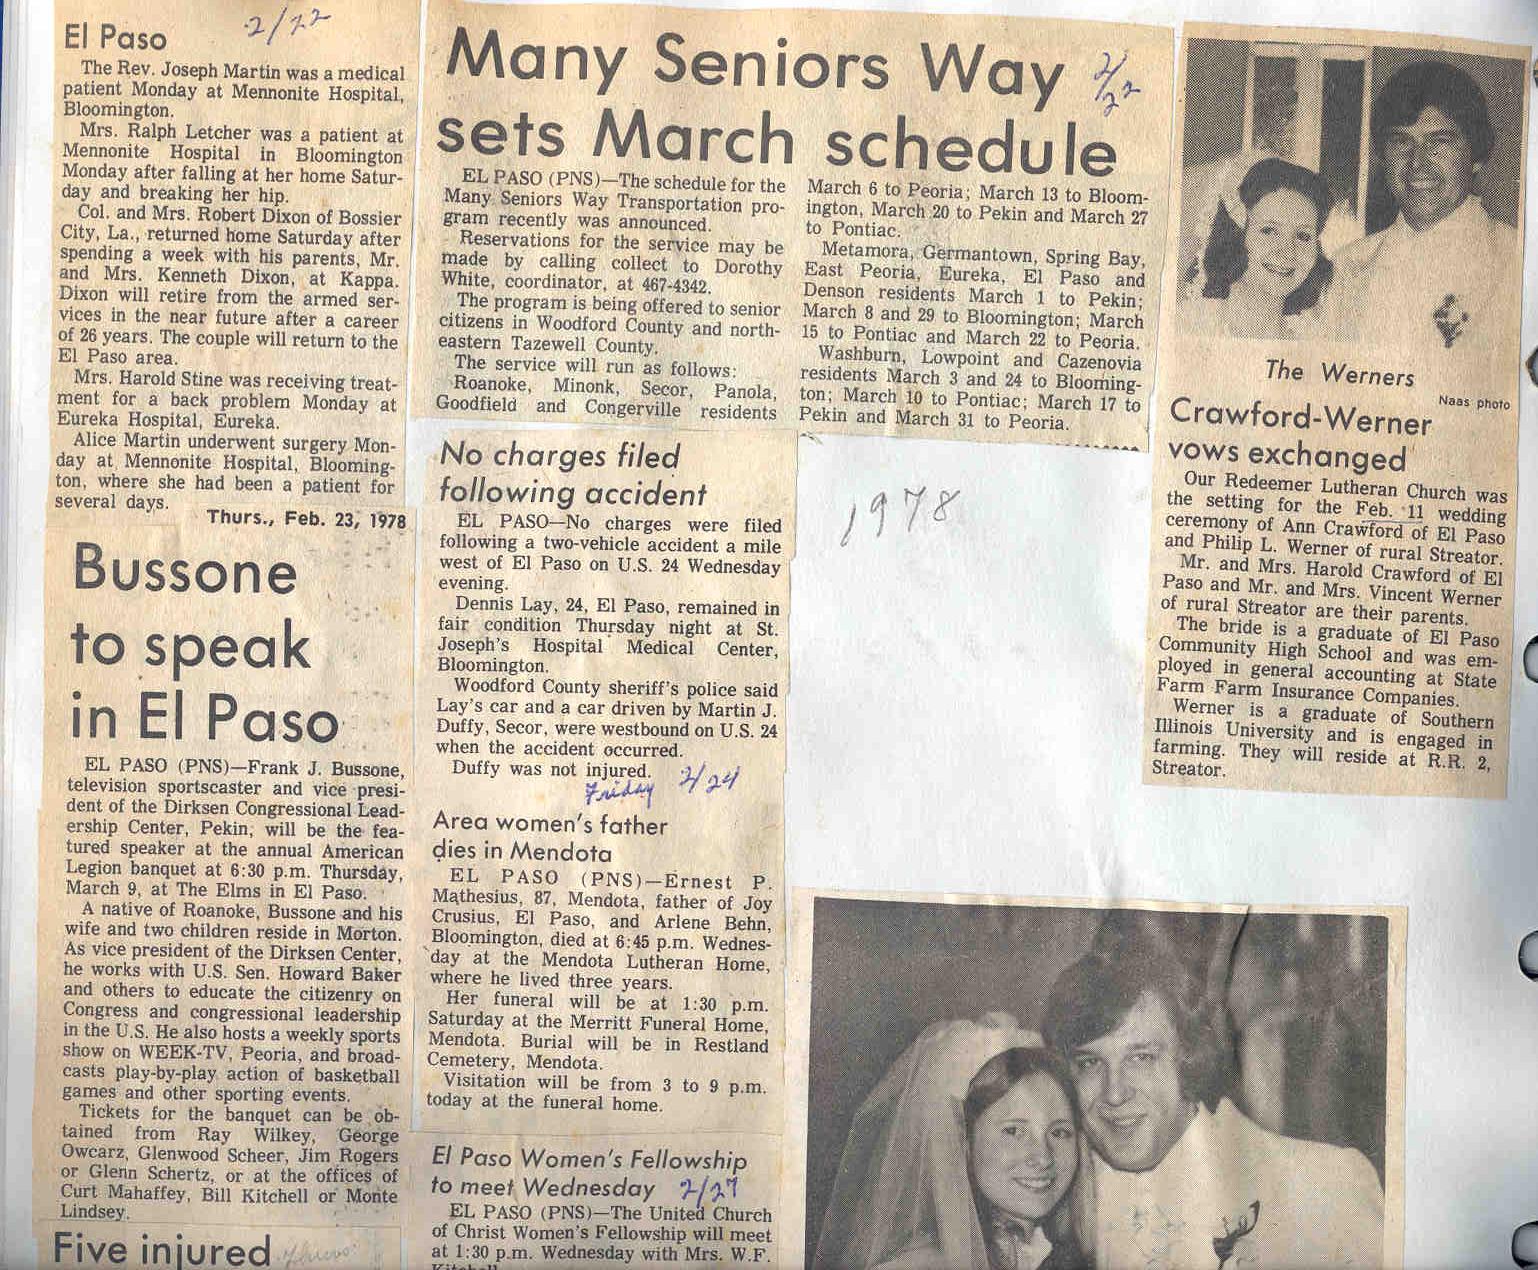 El Paso
2/22
The Rev. Joseph Martin was a medical
patient Monday at Mennonite Hospital,
Bloomington.
Mrs. Ralph Letcher was a patient at
Mennonite Hospital in Bloomington
Monday after falling at her home Satur-
day and breaking her hip.
Col. and Mrs. Robert Dixon of Bossier
City, La., returned home Saturday after
spending a week with his parents, Mr.
and Mrs. Kenneth Dixon, at Kappa.
Dixon will retire from the armed ser-
vices in the near future after a career
of 26 years. The couple will return to the
El Paso area.
Mrs. Harold Stine was receiving treat-
ment for a back problem Monday at
Eureka Hospital, Eureka.
Alice Martin underwent surgery Mon-
day at Mennonite Hospital, Blooming-
ton, where she had been a patient for
several days.
Thurs., Feb. 23, 1978
Bussone
to speak
in El Paso
EL PASO (PNS)—Frank J. Bussone,
television sportscaster and vice presi-
dent of the Dirksen Congressional Lead-
ership Center, Pekin, will be the fea-
tured speaker at the annual American
Legion banquet at 6:30 p.m. Thursday,
March 9, at The Elms in El Paso.
A native of Roanoke, Bussone and his
wife and two children reside in Morton.
As vice president of the Dirksen Center,
he works with U.S. Sen. Howard Baker
and others to educate the citizenry on
Congress and congressional leadership
in the U.S. He also hosts a weekly sports
show on WEEK-TV, Peoria, and broad-
casts play-by-play action of basketball
games and other sporting events.
Tickets for the banquet can be ob-
tained from Ray Wilkey, George
Owcarz, Glenwood Scheer, Jim Rogers
or Glenn Schertz, or at the offices of
Curt Mahaffey, Bill Kitchell or Monte
Lindsey.
Five injured
Many Seniors Way
sets March schedule
2/22
EL PASO (PNS)—The schedule for the
Many Seniors Way Transportation pro-
gram recently was announced.
Reservations for the service may be
made by calling collect to Dorothy
White, coordinator, at 467-4342.
The program is being offered to senior
citizens in Woodford County and north-
eastern Tazewell County.
The service will run as follows:
Roanoke, Minonk, Secor, Panola,
Goodfield and Congerville residents
March 6 to Peoria; March 13 to Bloom-
ington, March 20 to Pekin and March 27
to Pontiac.
Metamora, Germantown, Spring Bay,
East Peoria, Eureka, El Paso and
Denson residents March 1 to Pekin;
March 8 and 29 to Bloomington; March
15 to Pontiac and March 22 to Peoria.
Washburn, Lowpoint and Cazenovia
residents March 3 and 24 to Blooming-
ton; March 10 to Pontiac; March 17 to
Pekin and March 31 to Peoria.
No charges filed
following accident
EL PASO—No charges were filed
following a two-vehicle accident a mile
west of El Paso on U.S. 24 Wednesday
evening.
Dennis Lay, 24, El Paso, remained in
fair condition Thursday night at St.
Joseph's Hospital Medical Center,
Bloomington.
Woodford County sheriff's police said
Lay's car and a car driven by Martin J.
Duffy, Secor, were westbound on U.S. 24
when the accident occurred.
Duffy was not injured.
Friday 2/24
Area women's father
dies in Mendota
EL PASO (PNS)—Ernest P.
Mathesius, 87, Mendota, father of Joy
Crusius, El Paso, and Arlene Behn,
Bloomington, died at 6:45 p.m. Wednes-
day at the Mendota Lutheran Home,
where he lived three years.
Her funeral will be at 1:30 p.m.
Saturday at the Merritt Funeral Home,
Mendota. Burial will be in Restland
Cemetery, Mendota.
Visitation will be from 3 to 9 p.m.
today at the funeral home.
El Paso Women's Fellowship
to meet Wednesday 2/27
EL PASO (PNS)—The United Church
of Christ Women's Fellowship will meet
at 1:30 p.m. Wednesday with Mrs. W.F.
1978
The Werners
Naas photo
Crawford-Werner
vows exchanged
Our Redeemer Lutheran Church was
the setting for the Feb. 11 wedding
ceremony of Ann Crawford of El Paso
and Philip L. Werner of rural Streator.
Mr. and Mrs. Harold Crawford of El
Paso and Mr. and Mrs. Vincent Werner
of rural Streator are their parents.
The bride is a graduate of El Paso
Community High School and was em-
ployed in general accounting at State
Farm Farm Insurance Companies.
Werner is a graduate of Southern
Illinois University and is engaged in
farming. They will reside at R.R. 2,
Streator.